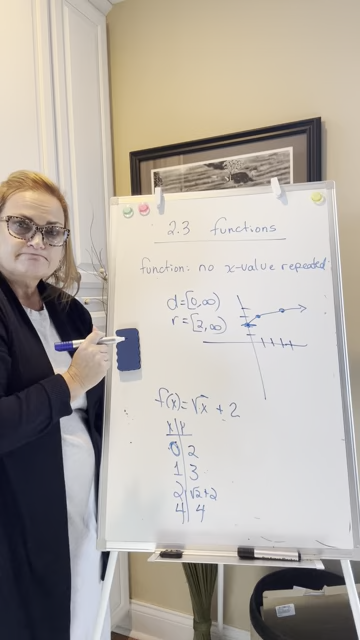 2.3 functions
function: no x-value repeated
d=[0,∞)
r=[2,∞)
f(x)=√x + 2
x y
0 2
1 3
2 √2+2
4 4